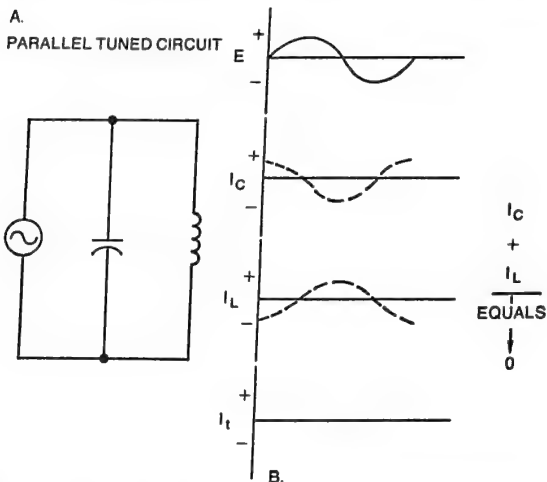 A.
PARALLEL TUNED CIRCUIT
+
E
−
+
I_C
−
+
I_L
−
+
I_t
−
B.
I_C
+
I_L
EQUALS
0